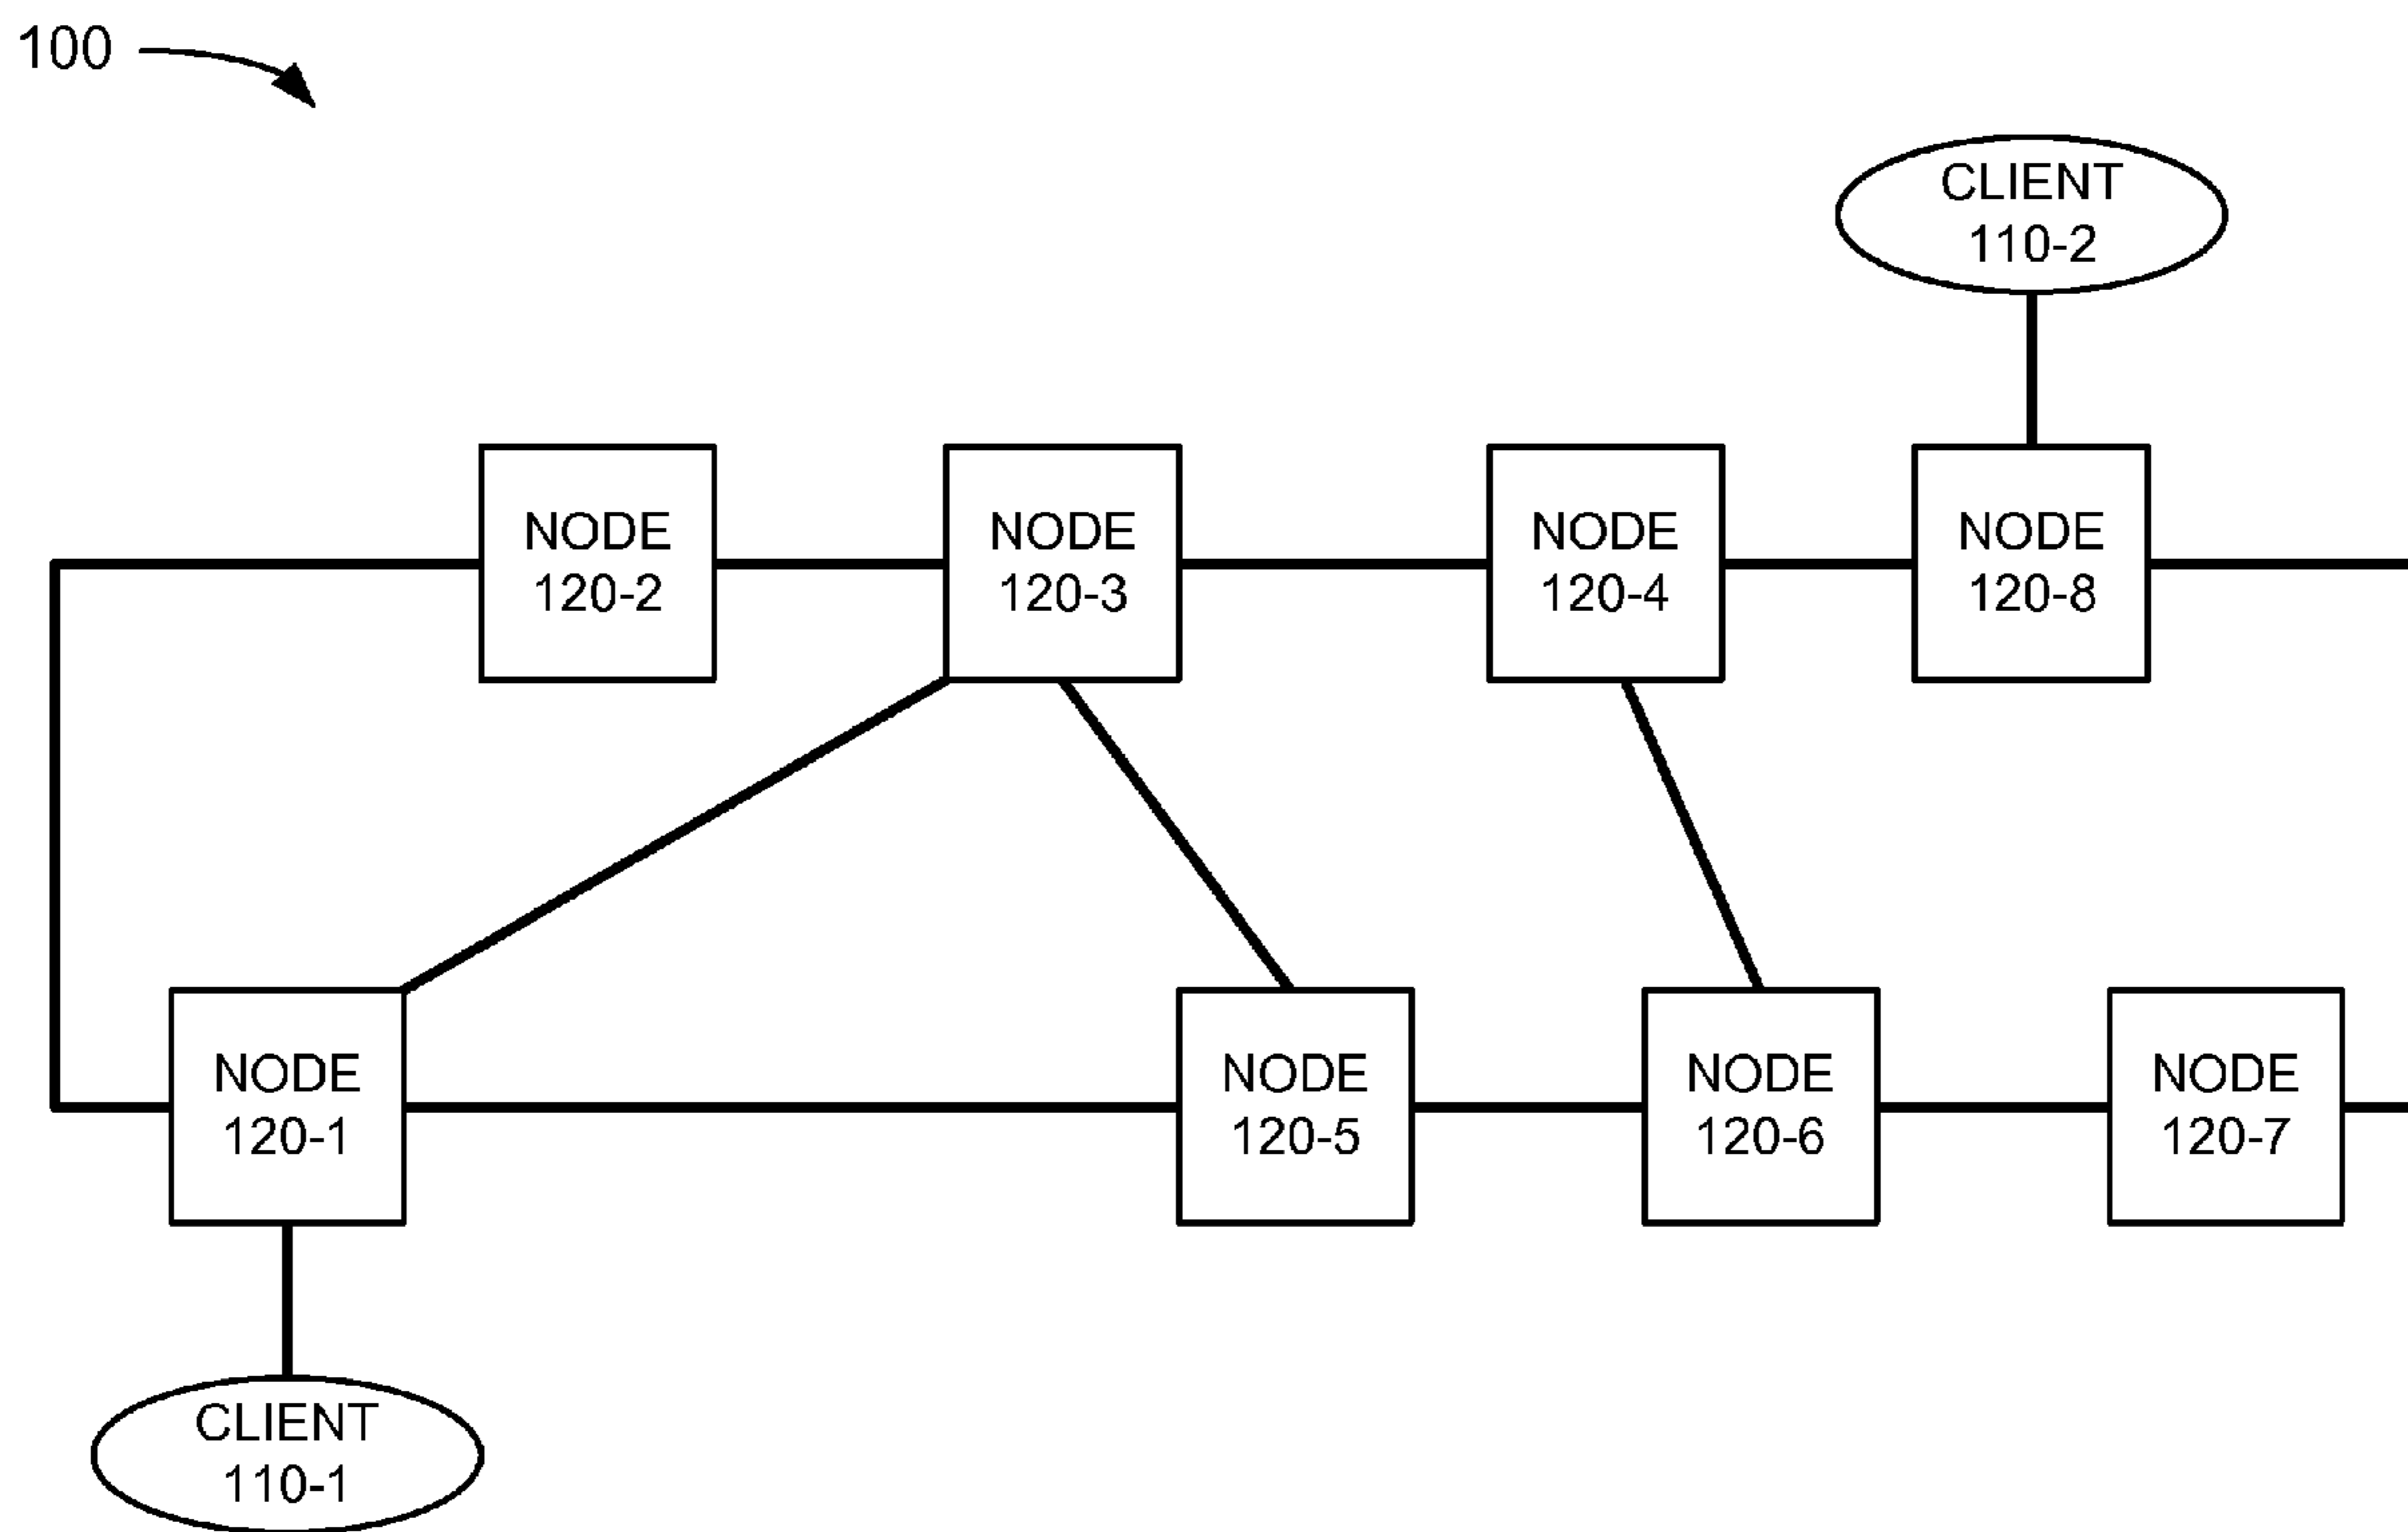 100
CLIENT
110-2
NODE
120-2
NODE
120-3
NODE
120-4
NODE
120-8
NODE
120-1
NODE
120-5
NODE
120-6
NODE
120-7
CLIENT
110-1